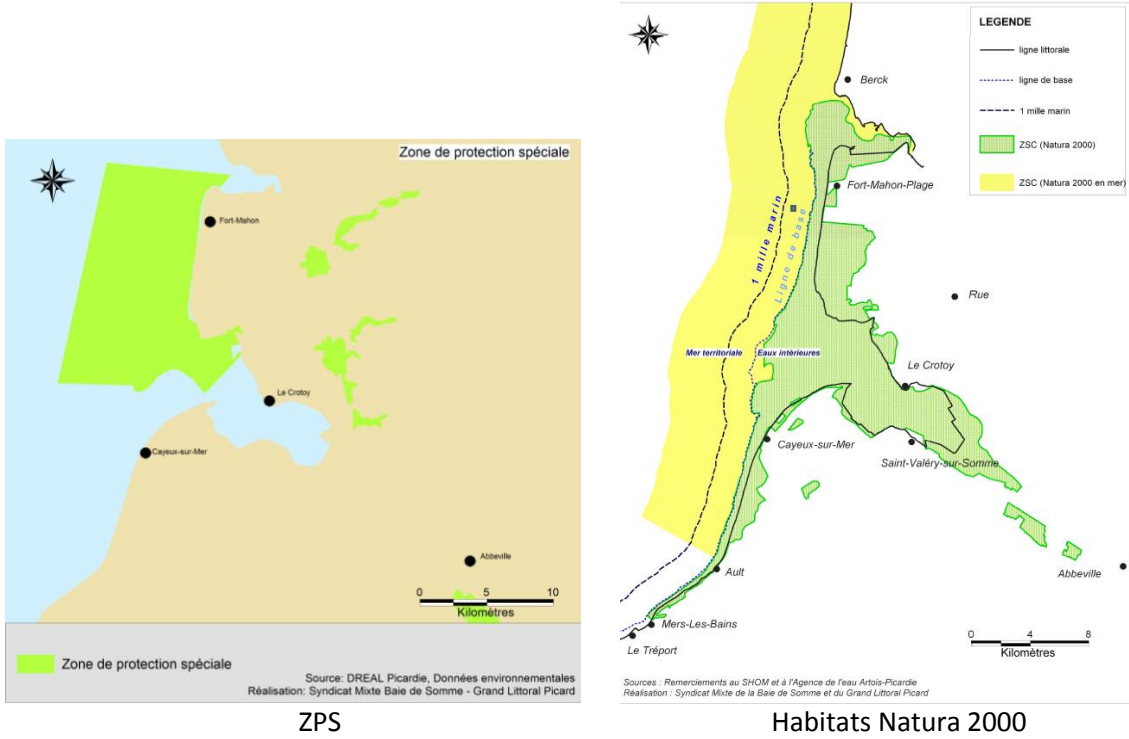 Zone de protection spéciale
Fort-Mahon
Le Crotoy
Cayeux-sur-Mer
Abbeville
0 5 10
Kilomètres
Zone de protection spéciale
Source: DREAL Picardie, Données environnementales
Réalisation: Syndicat Mixte Baie de Somme - Grand Littoral Picard
ZPS
LEGENDE
ligne littorale
ligne de base
1 mille marin
ZSC (Natura 2000)
ZSC (Natura 2000 en mer)
Berck
Fort-Mahon-Plage
1 mille marin
Ligne de base
Rue
Mer territoriale
Eaux intérieures
Le Crotoy
Cayeux-sur-Mer
Saint-Valéry-sur-Somme
Ault
Abbeville
Mers-Les-Bains
Le Tréport
0 4 8
Kilomètres
Sources : Remerciements au SHOM et à l'Agence de l'eau Artois-Picardie
Réalisation : Syndicat Mixte de la Baie de Somme et du Grand Littoral Picard
Habitats Natura 2000